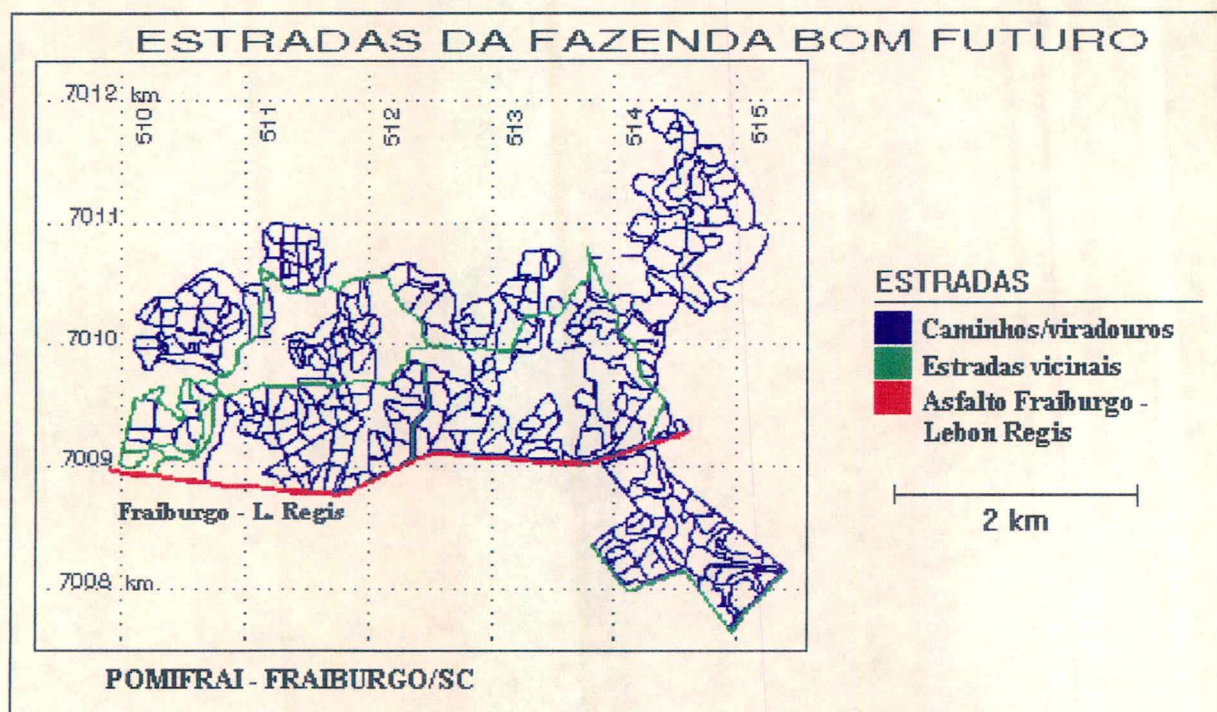 ESTRADAS DA FAZENDA BOM FUTURO
7012 km
510
511
512
513
514
515
7011
7010
7009
7008 km
Fraiburgo - L. Regis
POMIFRAI - FRAIBURGO/SC
ESTRADAS
Caminhos/viradouros
Estradas vicinais
Asfalto Fraiburgo -
Lebon Regis
2 km